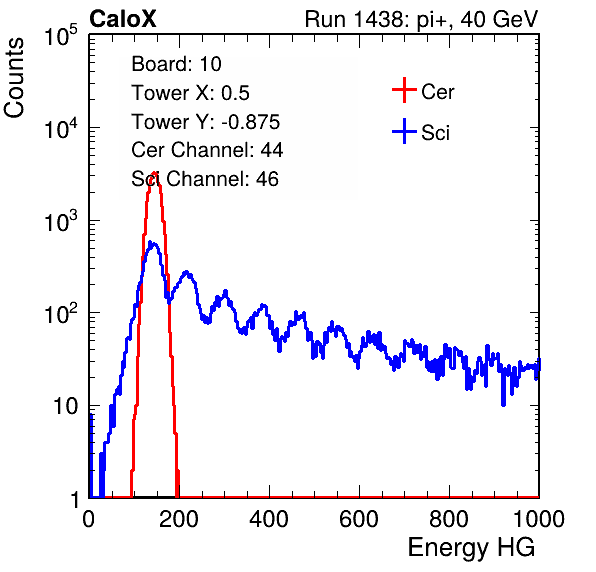 CaloX Run 1438: pi+, 40 GeV
Counts
Board: 10
Tower X: 0.5
Tower Y: -0.875
Cer Channel: 44
Sci Channel: 46
Cer
Sci
10^5
10^4
10^3
10^2
10
1
0 200 400 600 800 1000
Energy HG